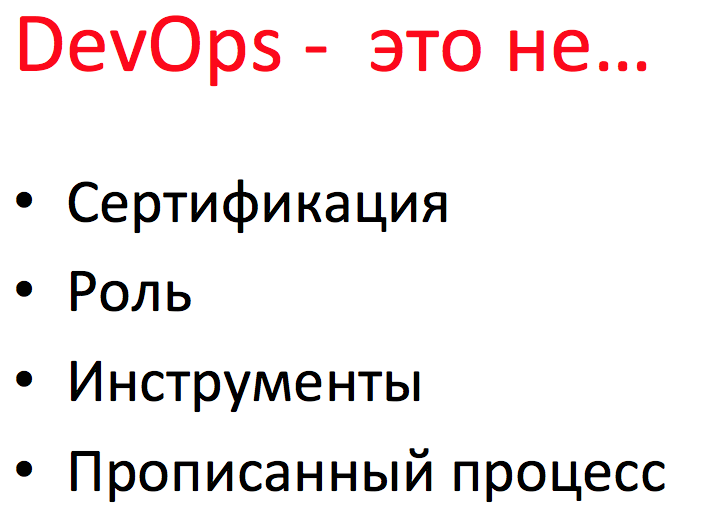 DevOps - это не...
• Сертификация
• Роль
• Инструменты
• Прописанный процесс